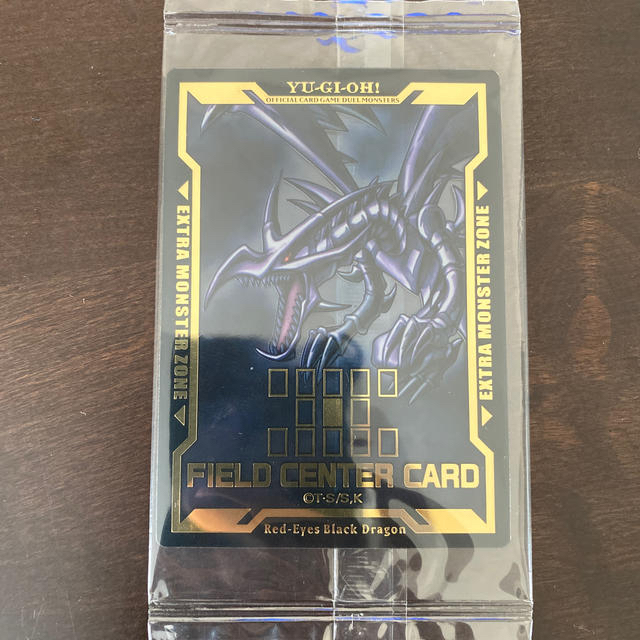 YU-GI-OH!
OFFICIAL CARD GAME DUEL MONSTERS
EXTRA MONSTER ZONE
EXTRA MONSTER ZONE
FIELD CENTER CARD
©T-S/S.K
Red-Eyes Black Dragon